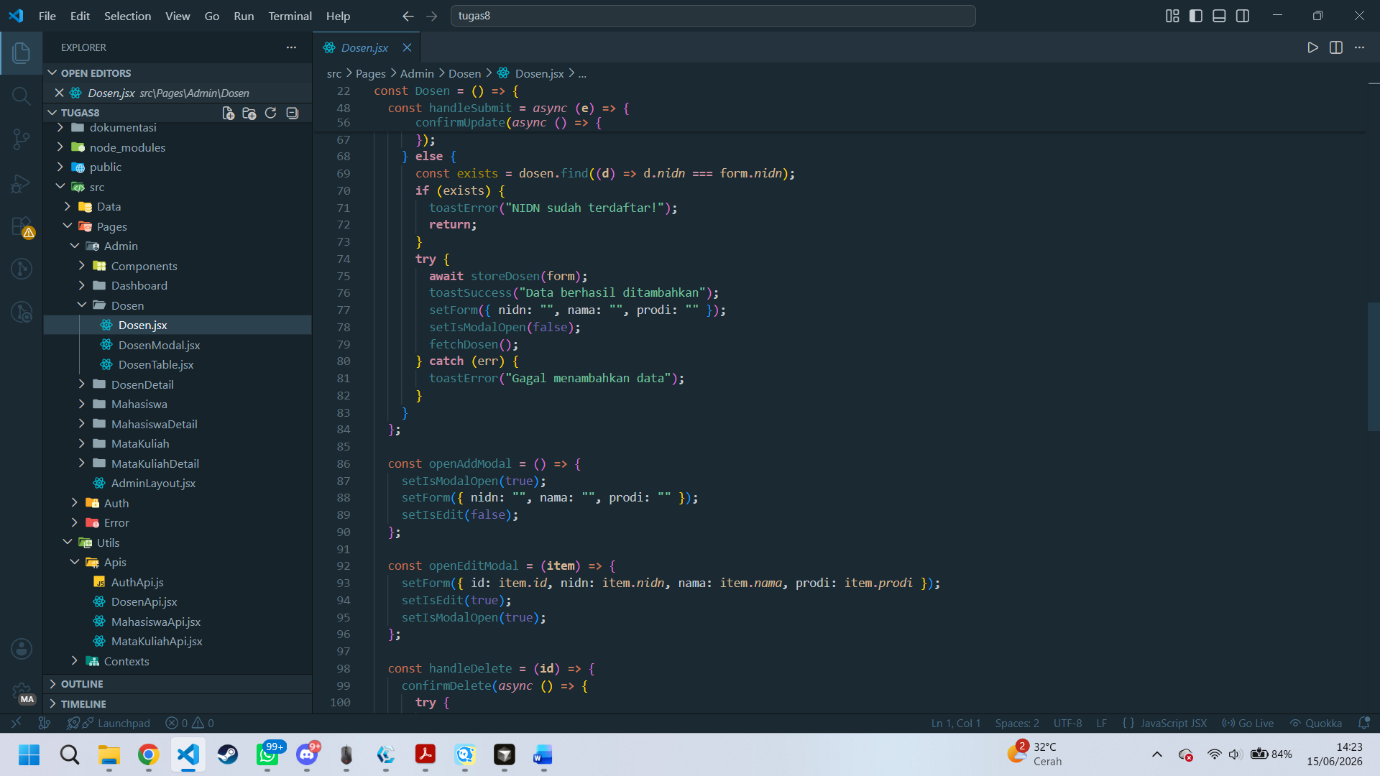 File Edit Selection View Go Run Terminal Help
tugas8
EXPLORER
OPEN EDITORS
Dosen.jsx src\Pages\Admin\Dosen
TUGAS8
dokumentasi
node_modules
public
src
Data
Pages
Admin
Components
Dashboard
Dosen
Dosen.jsx
DosenModal.jsx
DosenTable.jsx
DosenDetail
Mahasiswa
MahasiswaDetail
MataKuliah
MataKuliahDetail
AdminLayout.jsx
Auth
Error
Utils
Apis
AuthApi.js
DosenApi.jsx
MahasiswaApi.jsx
MataKuliahApi.jsx
Contexts
OUTLINE
TIMELINE
Dosen.jsx
src > Pages > Admin > Dosen > Dosen.jsx > ...
22 const Dosen = () => {
48 const handleSubmit = async (e) => {
56 confirmUpdate(async () => {
67 });
68 } else {
69 const exists = dosen.find((d) => d.nidn === form.nidn);
70 if (exists) {
71 toastError("NIDN sudah terdaftar!");
72 return;
73 }
74 try {
75 await storeDosen(form);
76 toastSuccess("Data berhasil ditambahkan");
77 setForm({ nidn: "", nama: "", prodi: "" });
78 setIsModalOpen(false);
79 fetchDosen();
80 } catch (err) {
81 toastError("Gagal menambahkan data");
82 }
83 }
84 };
85
86 const openAddModal = () => {
87 setIsModalOpen(true);
88 setForm({ nidn: "", nama: "", prodi: "" });
89 setIsEdit(false);
90 };
91
92 const openEditModal = (item) => {
93 setForm({ id: item.id, nidn: item.nidn, nama: item.nama, prodi: item.prodi });
94 setIsEdit(true);
95 setIsModalOpen(true);
96 };
97
98 const handleDelete = (id) => {
99 confirmDelete(async () => {
100 try {
MA
Launchpad 0 0
Ln 1, Col 1 Spaces: 2 UTF-8 LF { } JavaScript JSX Go Live Quokka
99+
9+
2
32°C
Cerah
84%
14:23
15/06/2026